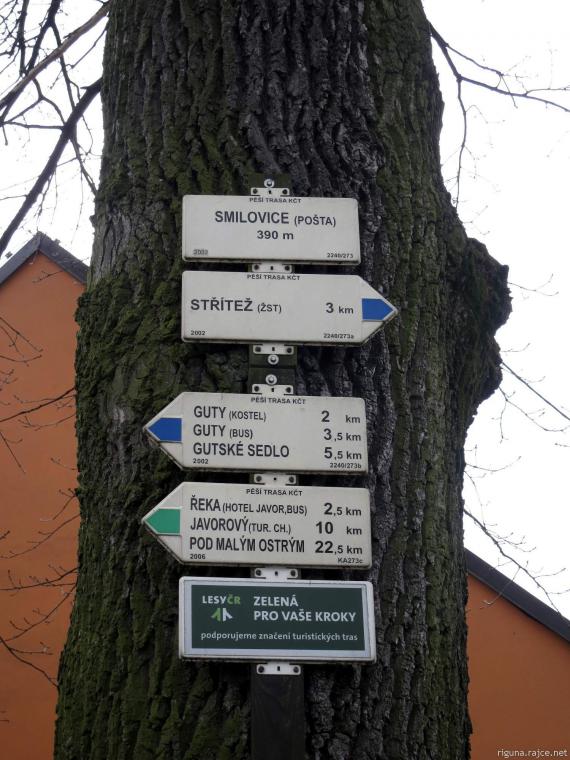 PĚŠÍ TRASA KČT
SMILOVICE (POŠTA)
390 m
2002 2240/273
PĚŠÍ TRASA KČT
STŘÍTEŽ (ŽST) 3 km
2002 2240/273a
PĚŠÍ TRASA KČT
GUTY (KOSTEL) 2 km
GUTY (BUS) 3,5 km
GUTSKÉ SEDLO 5,5 km
2002 2240/273b
PĚŠÍ TRASA KČT
ŘEKA (HOTEL JAVOR,BUS) 2,5 km
JAVOROVÝ (TUR. CH.) 10 km
POD MALÝM OSTRÝM 22,5 km
2006 KA273c
LESY ČR ZELENÁ
PRO VAŠE KROKY
podporujeme značení turistických tras
riguna.rajce.net